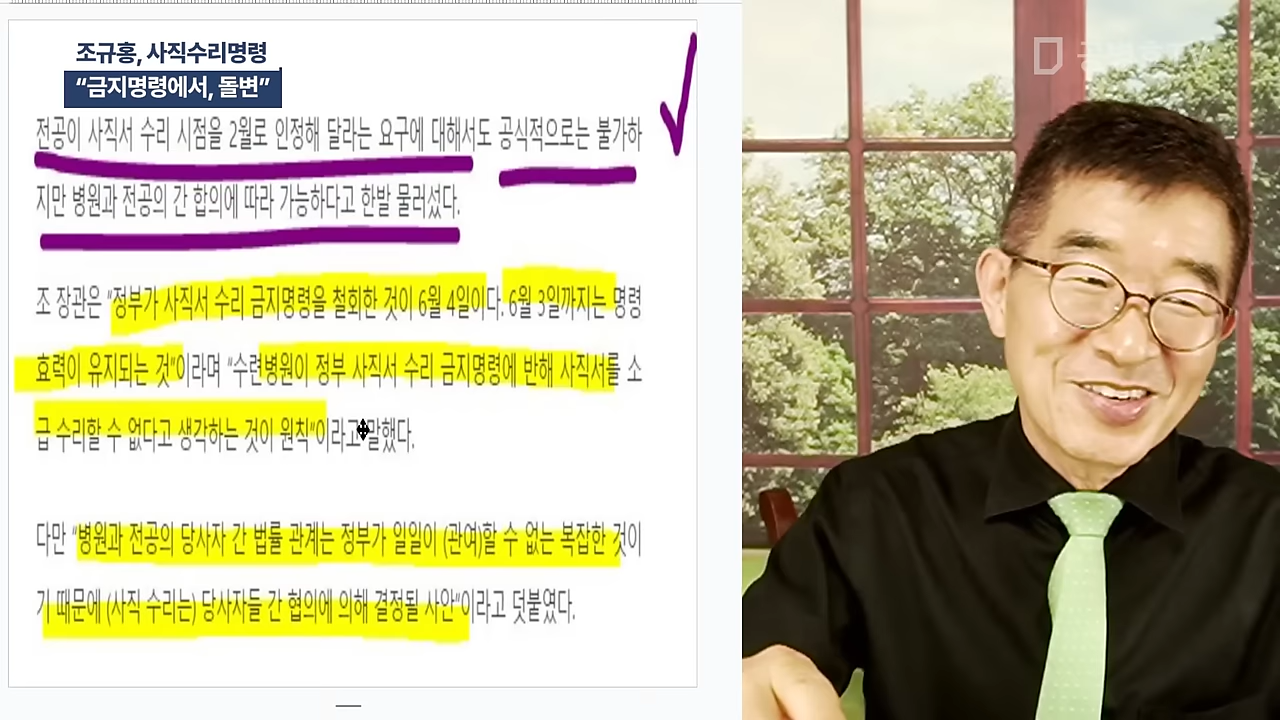 조규홍, 사직수리명령
“금지명령에서, 돌변”
전공이 사직서 수리 시점을 2월로 인정해 달라는 요구에 대해서도 공식적으로는 불가하
지만 병원과 전공의 간 합의에 따라 가능하다고 한발 물러섰다.
조 장관은 “정부가 사직서 수리 금지명령을 철회한 것이 6월 4일이다. 6월 3일까지는 명령
효력이 유지되는 것”이라며 “수련병원이 정부 사직서 수리 금지명령에 반해 사직서를 소
급 수리할 수 없다고 생각하는 것이 원칙”이라고 말했다.
다만 “병원과 전공의 당사자 간 법률 관계는 정부가 일일이 (관여)할 수 없는 복잡한 것이
기 때문에 (사직 수리는) 당사자들 간 협의에 의해 결정될 사안”이라고 덧붙였다.